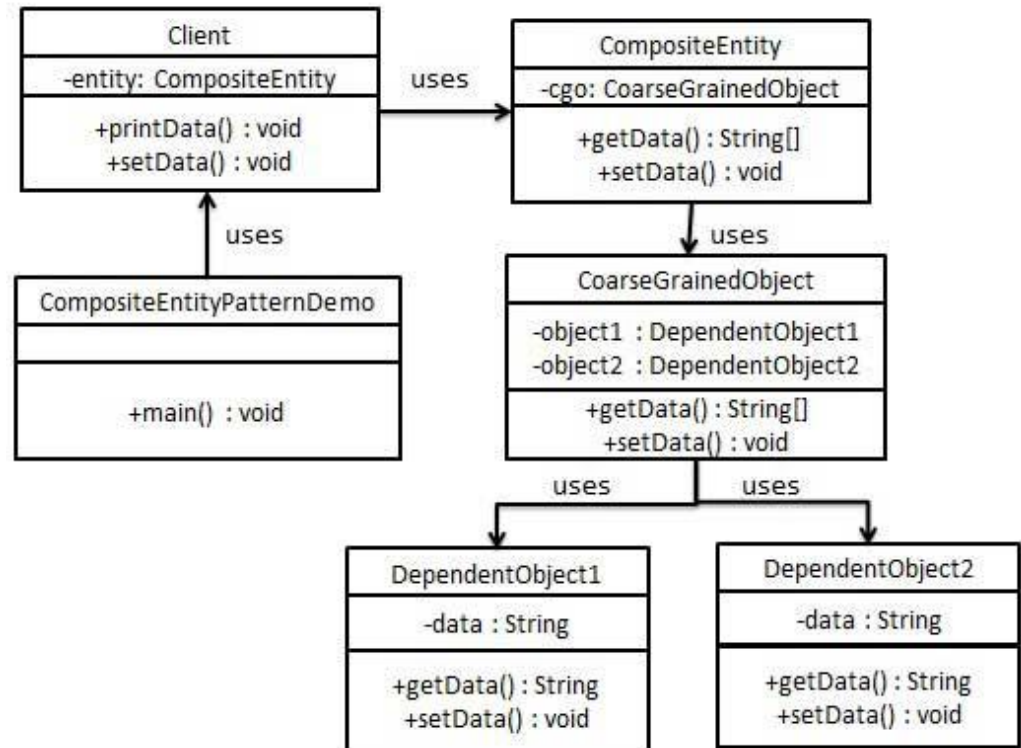 Client
-entity: CompositeEntity
+printData() : void
+setData() : void
uses
CompositeEntity
-cgo: CoarseGrainedObject
+getData() : String[]
+setData() : void
uses
uses
CompositeEntityPatternDemo
+main() : void
CoarseGrainedObject
-object1 : DependentObject1
-object2 : DependentObject2
+getData() : String[]
+setData() : void
uses
uses
DependentObject1
-data : String
+getData() : String
+setData() : void
DependentObject2
-data : String
+getData() : String
+setData() : void